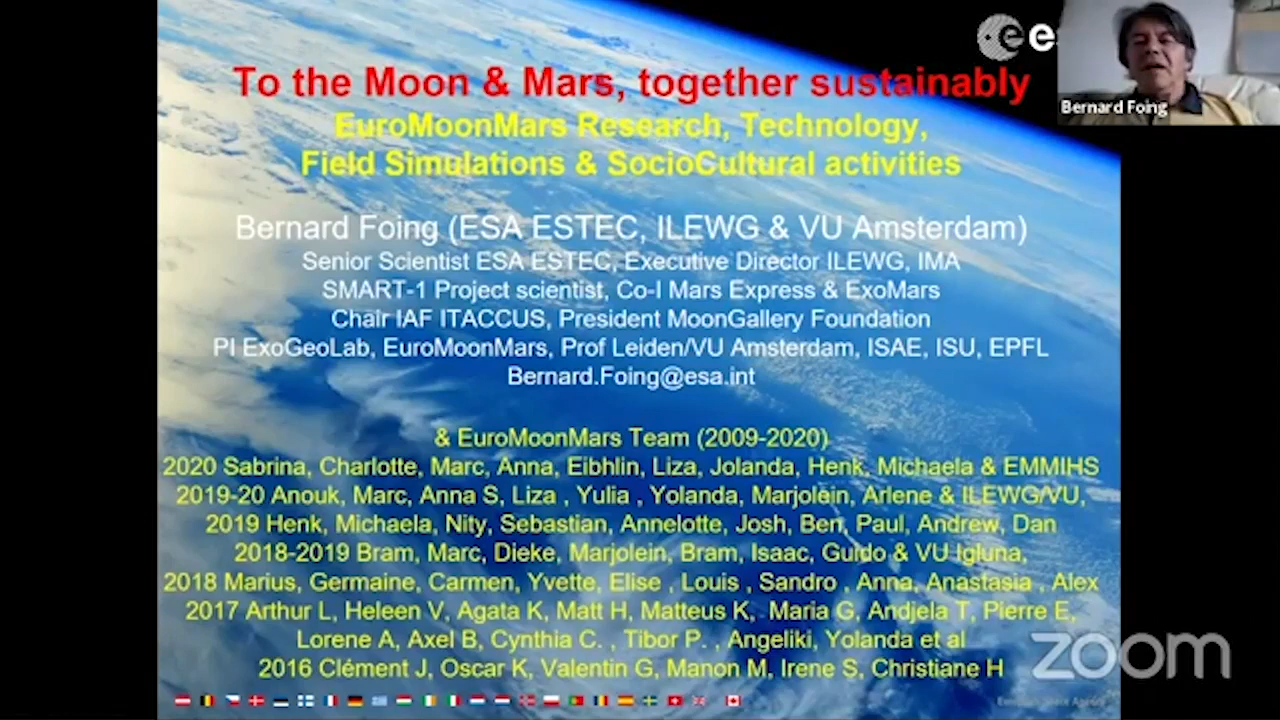 esa
To the Moon & Mars, together sustainably
Bernard Foing
EuroMoonMars Research, Technology,
Field Simulations & SocioCultural activities
Bernard Foing (ESA ESTEC, ILEWG & VU Amsterdam)
Senior Scientist ESA ESTEC, Executive Director ILEWG, IMA
SMART-1 Project scientist, Co-I Mars Express & ExoMars
Chair IAF ITACCUS, President MoonGallery Foundation
PI ExoGeoLab, EuroMoonMars, Prof Leiden/VU Amsterdam, ISAE, ISU, EPFL
Bernard.Foing@esa.int
& EuroMoonMars Team (2009-2020)
2020 Sabrina, Charlotte, Marc, Anna, Eibhlin, Liza, Jolanda, Henk, Michaela & EMMIHS
2019-20 Anouk, Marc, Anna S, Liza , Yulia , Yolanda, Marjolein, Arlene & ILEWG/VU,
2019 Henk, Michaela, Nity, Sebastian, Annelotte, Josh, Ben, Paul, Andrew, Dan
2018-2019 Bram, Marc, Dieke, Marjolein, Bram, Isaac, Guido & VU Igluna,
2018 Marius, Germaine, Carmen, Yvette, Elise , Louis , Sandro , Anna, Anastasia , Alex
2017 Arthur L, Heleen V, Agata K, Matt H, Matteus K, Maria G, Andjela T, Pierre E,
Lorene A, Axel B, Cynthia C. , Tibor P. , Angeliki, Yolanda et al
2016 Clément J, Oscar K, Valentin G, Manon M, Irene S, Christiane H
zoom
European Space Agency